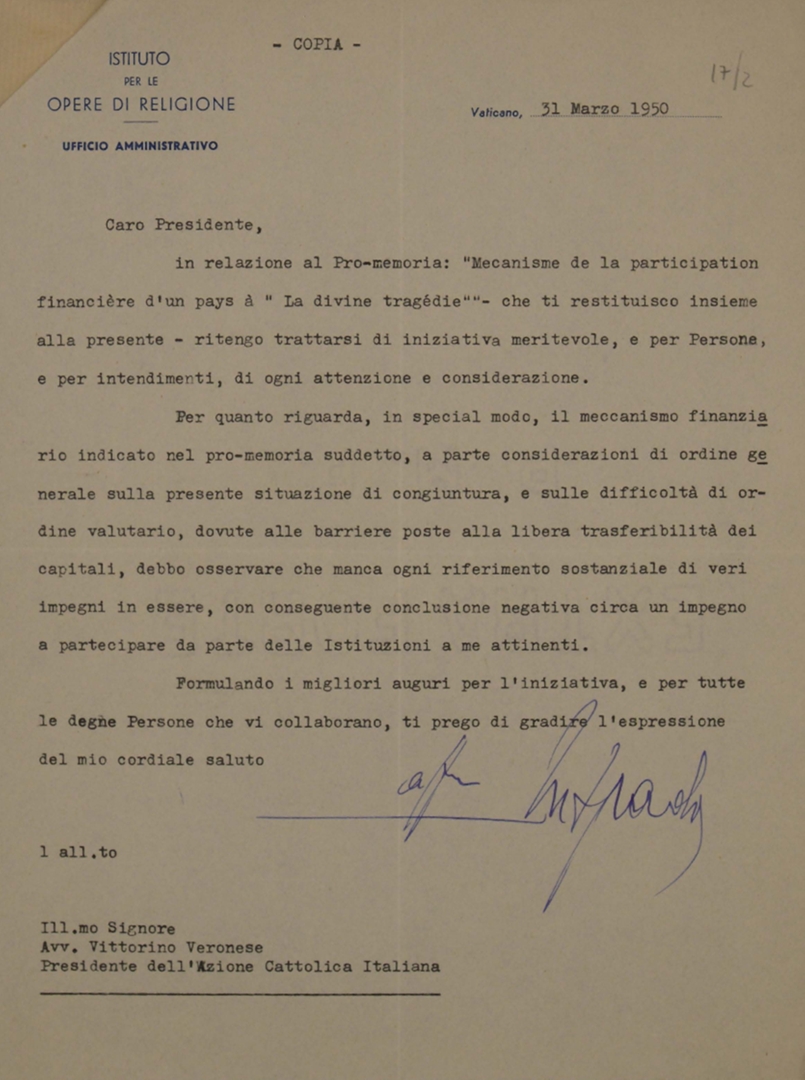 - COPIA -
ISTITUTO
PER LE
OPERE DI RELIGIONE
UFFICIO AMMINISTRATIVO
17/2
Vaticano, 31 Marzo 1950
Caro Presidente,
in relazione al Pro-memoria: "Mecanisme de la participation
financière d'un pays à " La divine tragédie""- che ti restituisco insieme
alla presente - ritengo trattarsi di iniziativa meritevole, e per Persone,
e per intendimenti, di ogni attenzione e considerazione.
Per quanto riguarda, in special modo, il meccanismo finanzia
rio indicato nel pro-memoria suddetto, a parte considerazioni di ordine ge
nerale sulla presente situazione di congiuntura, e sulle difficoltà di or-
dine valutario, dovute alle barriere poste alla libera trasferibilità dei
capitali, debbo osservare che manca ogni riferimento sostanziale di veri
impegni in essere, con conseguente conclusione negativa circa un impegno
a partecipare da parte delle Istituzioni a me attinenti.
Formulando i migliori auguri per l'iniziativa, e per tutte
le degne Persone che vi collaborano, ti prego di gradire l'espressione
del mio cordiale saluto
1 all.to
Ill.mo Signore
Avv. Vittorino Veronese
Presidente dell'Azione Cattolica Italiana